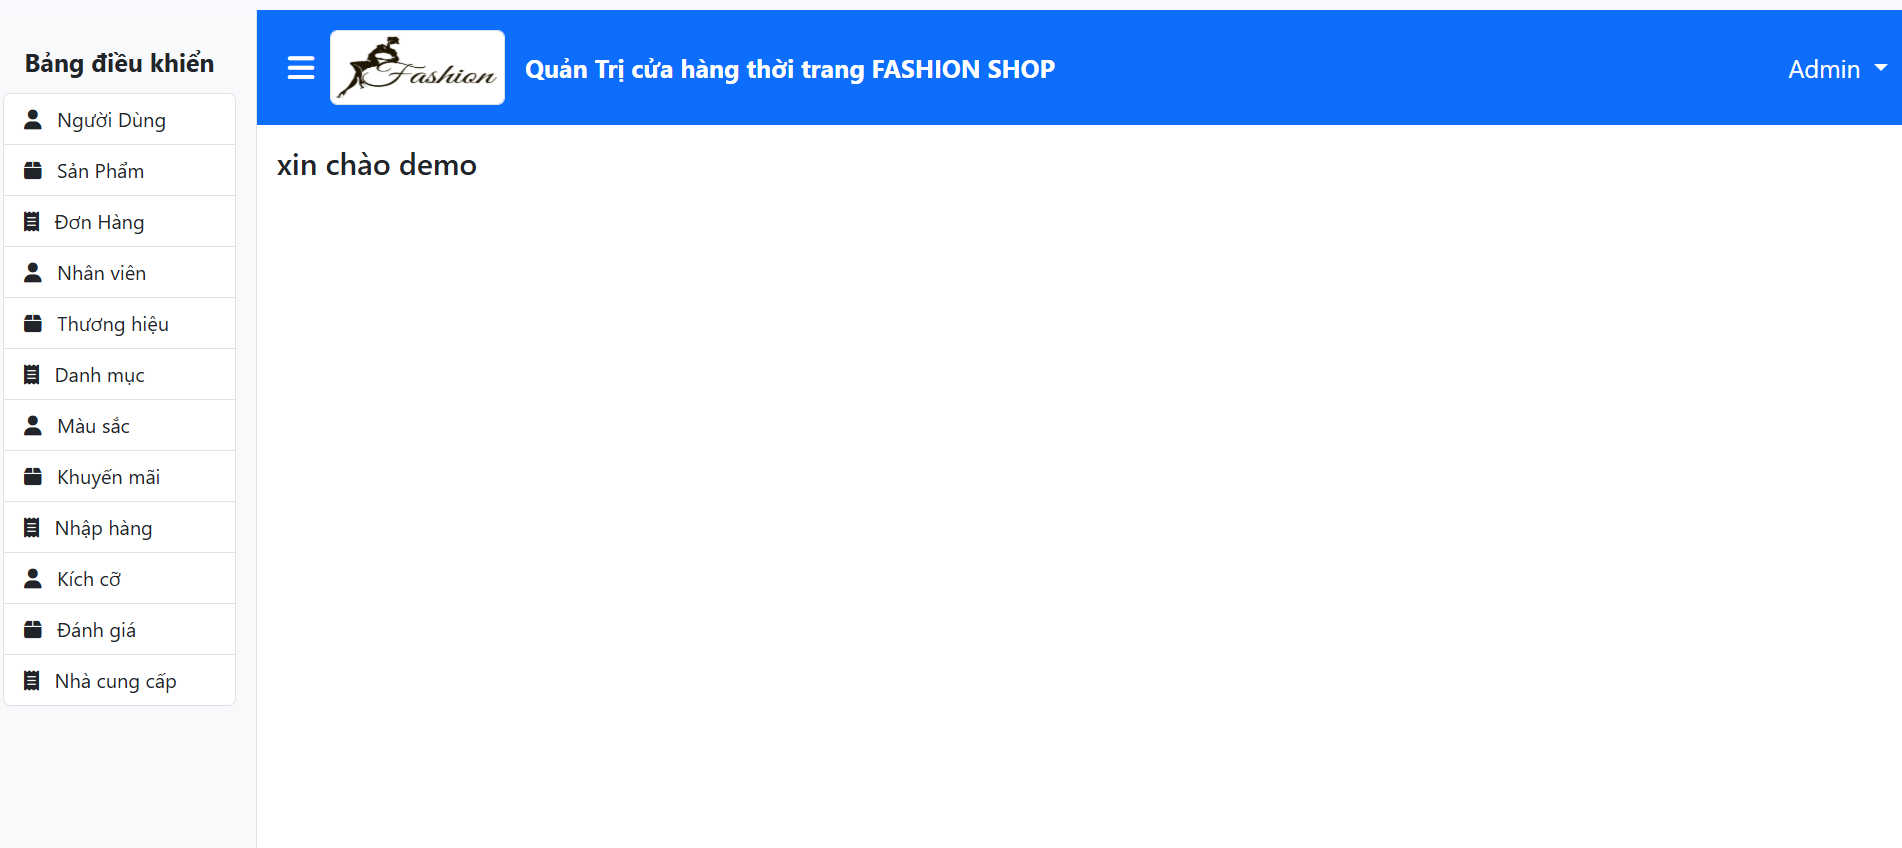 Bảng điều khiển
Người Dùng
Sản Phẩm
Đơn Hàng
Nhân viên
Thương hiệu
Danh mục
Màu sắc
Khuyến mãi
Nhập hàng
Kích cỡ
Đánh giá
Nhà cung cấp
Fashion
Quản Trị cửa hàng thời trang FASHION SHOP
Admin
xin chào demo